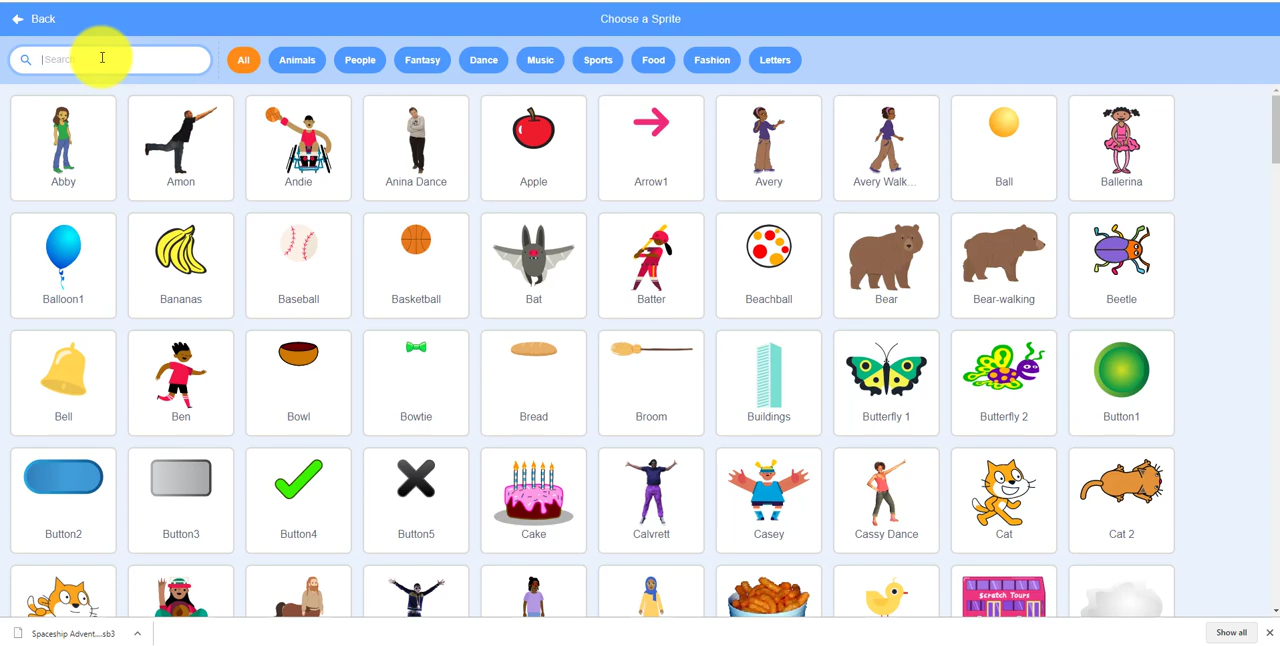 Back
Choose a Sprite
Search
All
Animals
People
Fantasy
Dance
Music
Sports
Food
Fashion
Letters
Abby
Amon
Andie
Anina Dance
Apple
Arrow1
Avery
Avery Walk...
Ball
Ballerina
Balloon1
Bananas
Baseball
Basketball
Bat
Batter
Beachball
Bear
Bear-walking
Beetle
Bell
Ben
Bowl
Bowtie
Bread
Broom
Buildings
Butterfly 1
Butterfly 2
Button1
Button2
Button3
Button4
Button5
Cake
Calvrett
Casey
Cassy Dance
Cat
Cat 2
Scratch Tours
Spaceship Advent....sb3
Show all